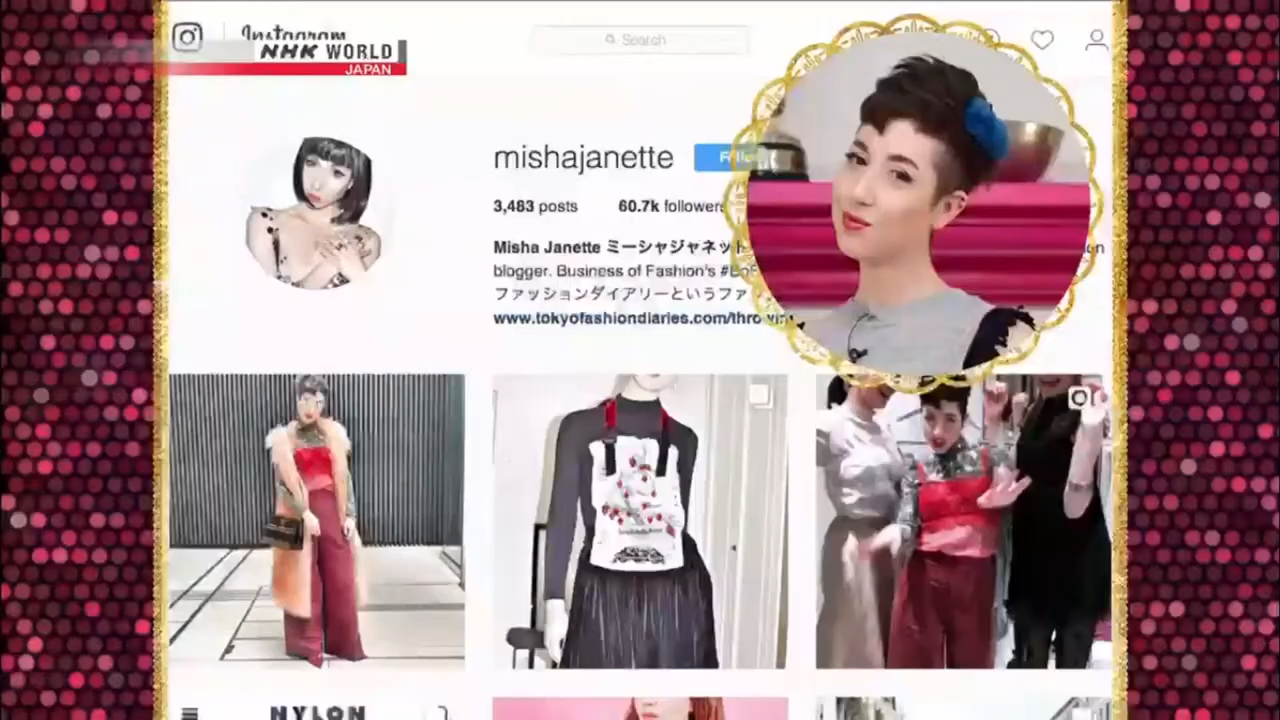 Instagram
NHK WORLD
JAPAN
Search
mishajanette
3,483 posts 60.7k followers
Misha Janette ミーシャジャネット
blogger. Business of Fashion's
ファッションダイアリーというファ
www.tokyofashiondiaries.com/
NYLON